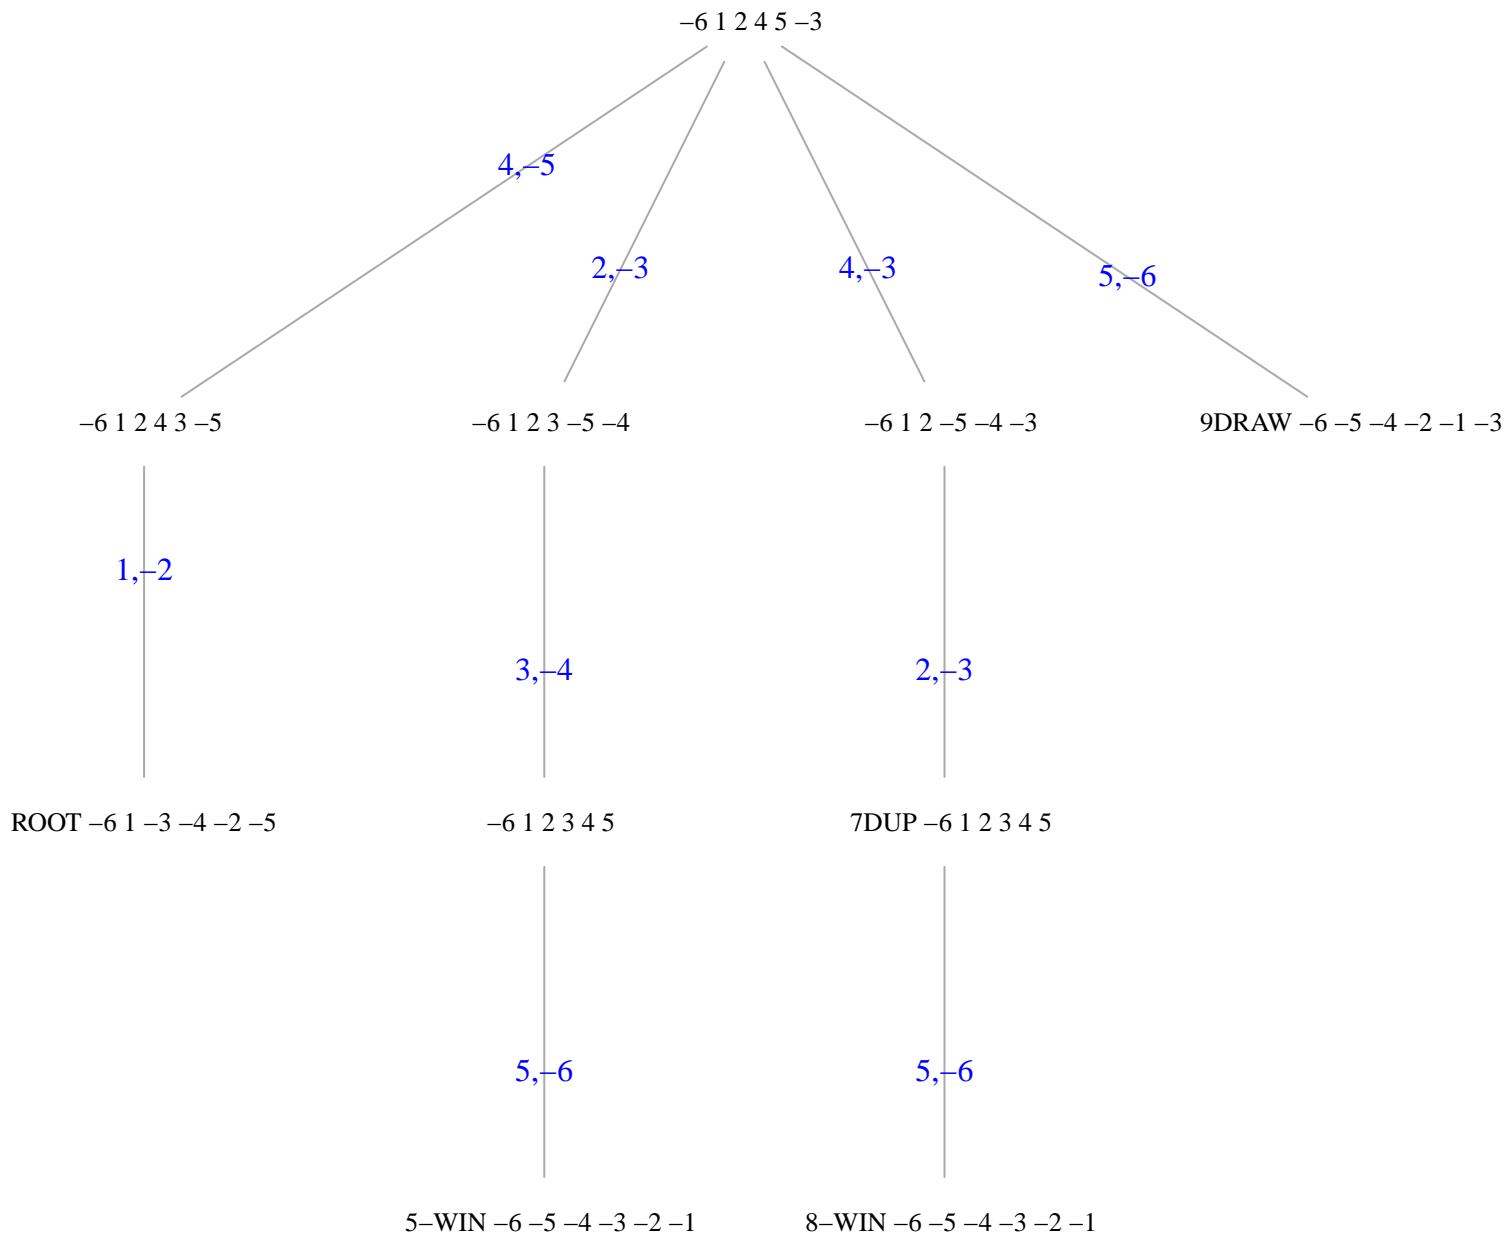 −6 1 2 4 5 −3
4,−5
2,−3
4,−3
5,−6
−6 1 2 4 3 −5
−6 1 2 3 −5 −4
−6 1 2 −5 −4 −3
9DRAW −6 −5 −4 −2 −1 −3
1,−2
3,−4
2,−3
ROOT −6 1 −3 −4 −2 −5
−6 1 2 3 4 5
7DUP −6 1 2 3 4 5
5,−6
5,−6
5−WIN −6 −5 −4 −3 −2 −1
8−WIN −6 −5 −4 −3 −2 −1